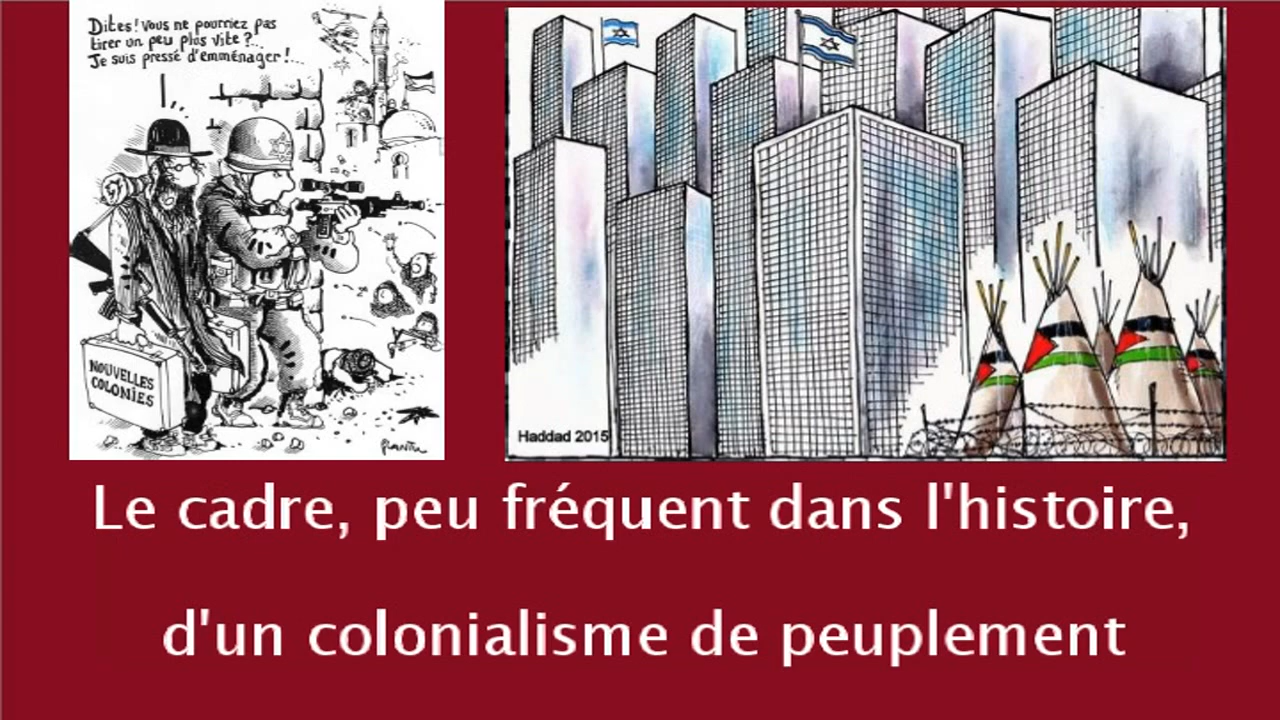 Dites! Vous ne pourriez pas
tirer un peu plus vite?...
Je suis pressé d'emménager!...
NOUVELLES
COLONIES
Plantu
Haddad 2015
Le cadre, peu fréquent dans l'histoire,
d'un colonialisme de peuplement